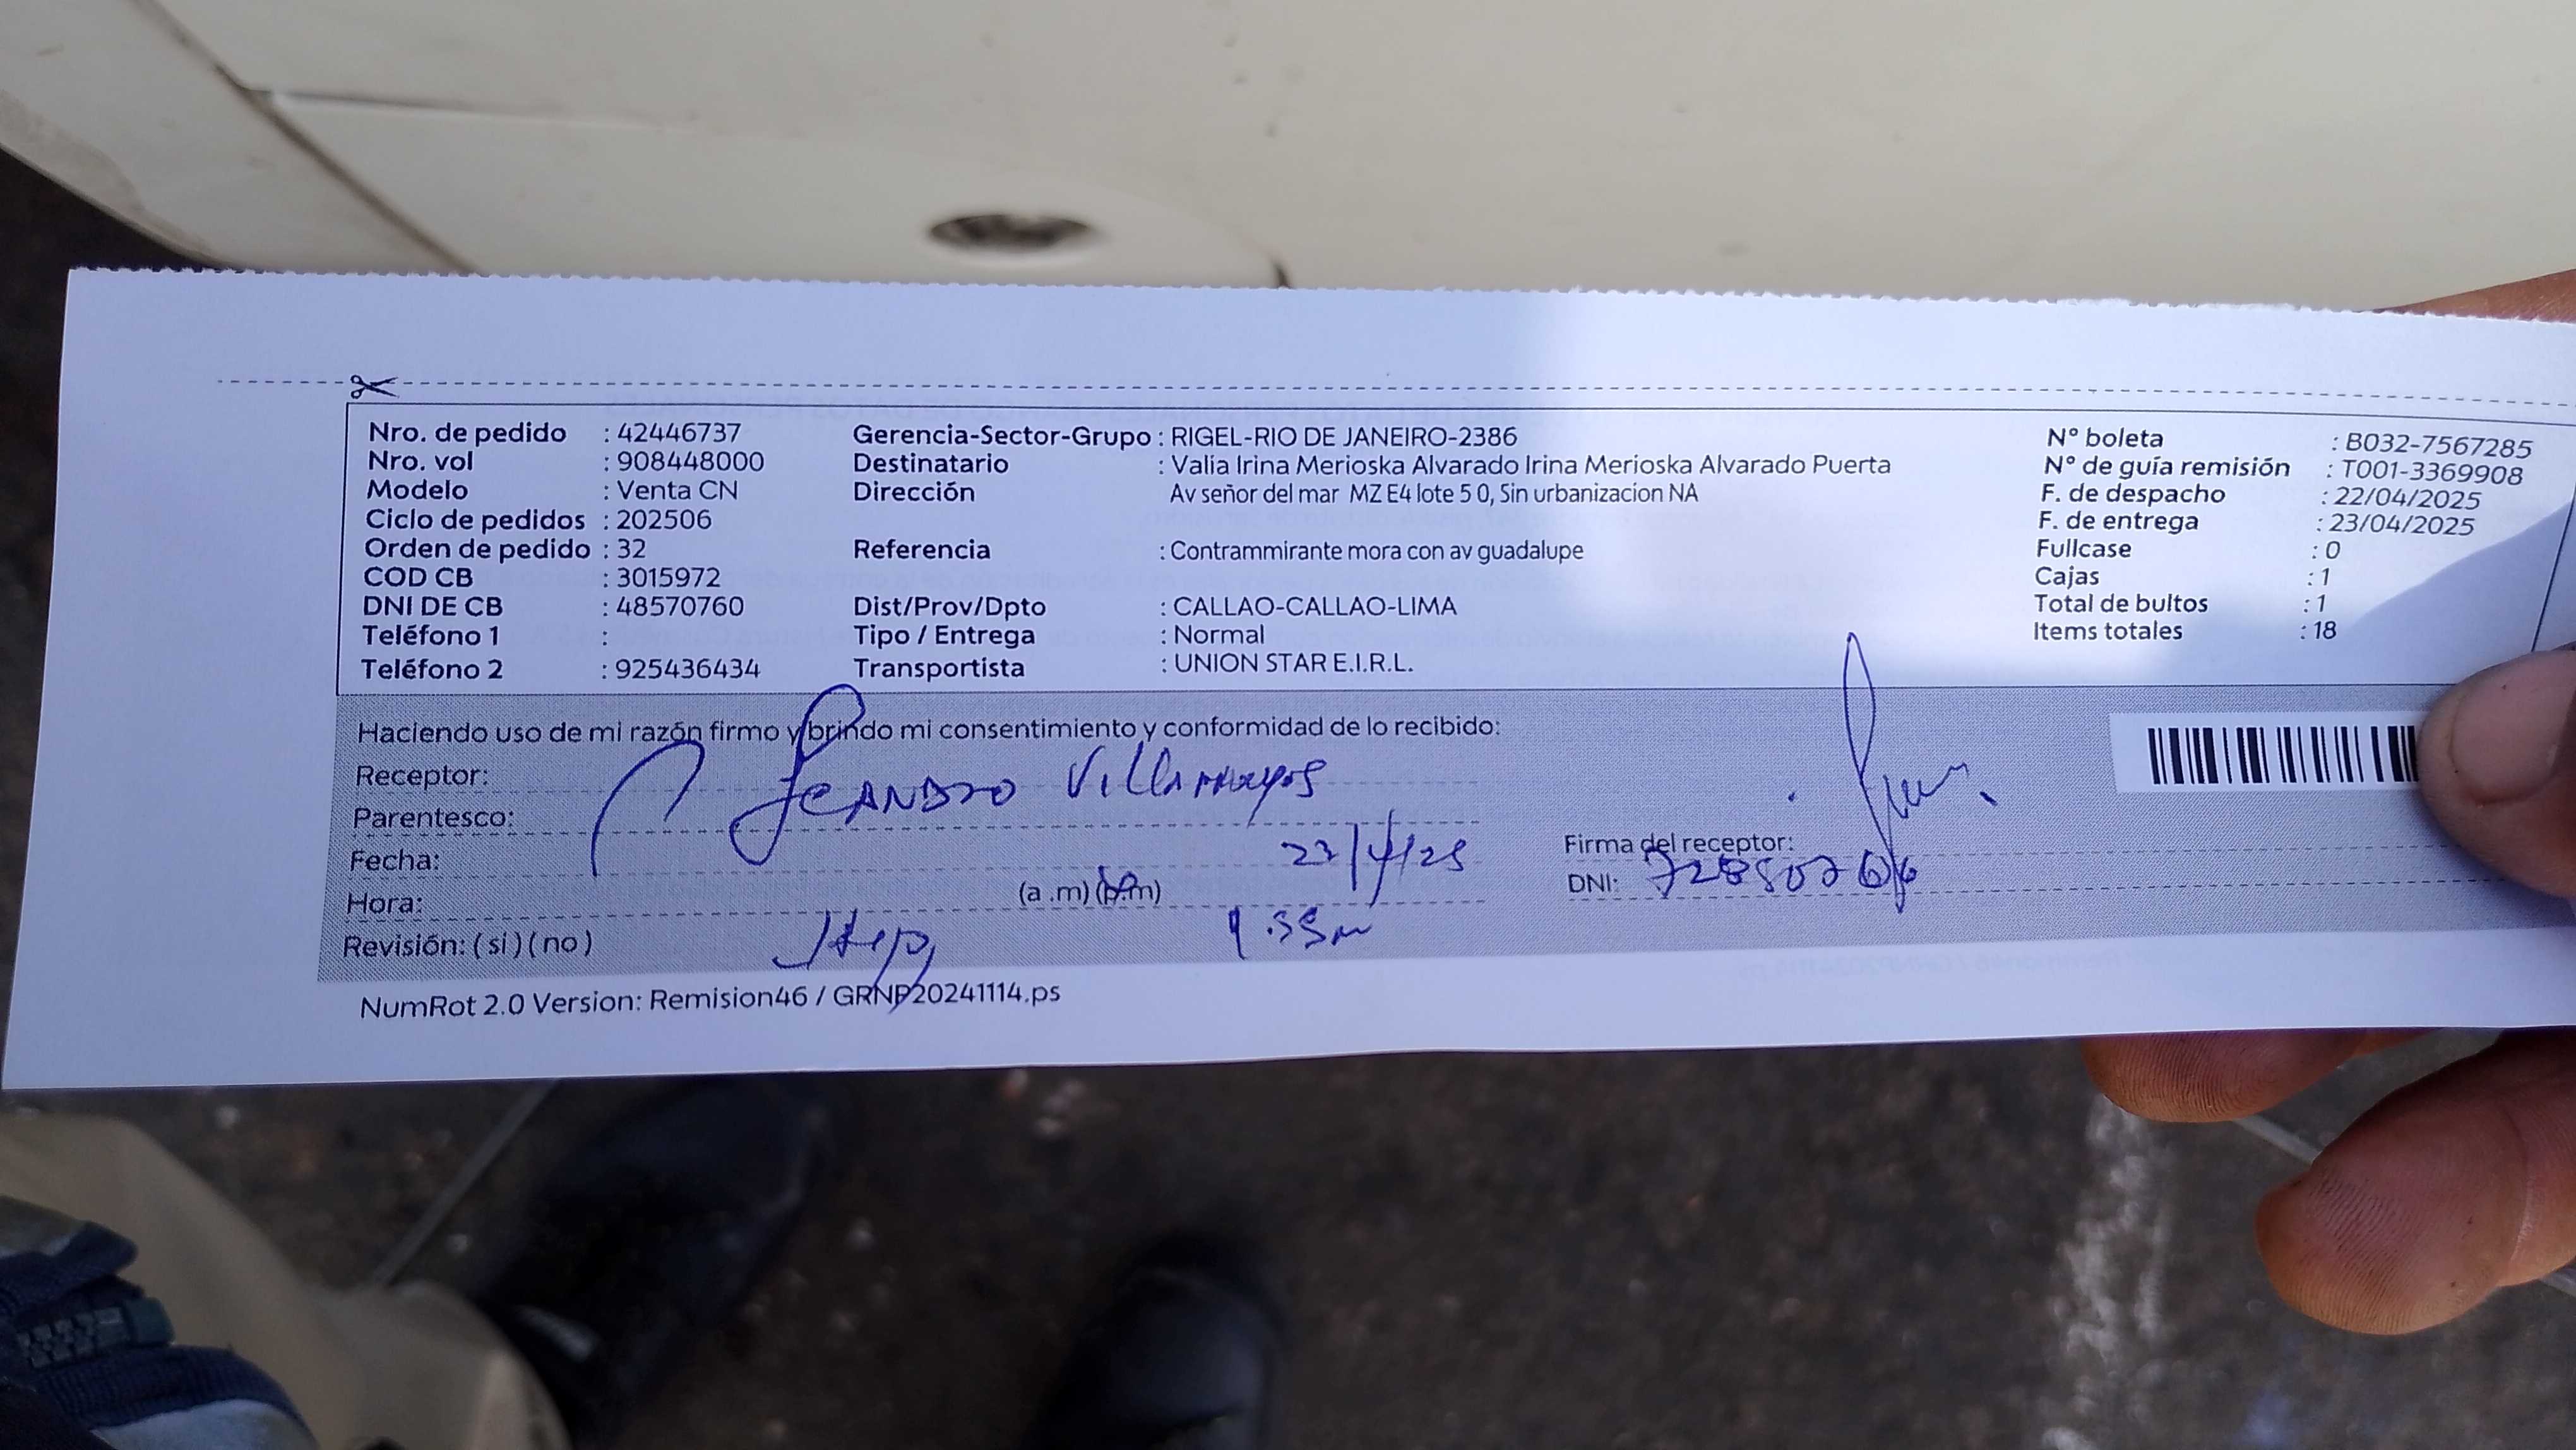 Nro. de pedido : 42446737 Gerencia-Sector-Grupo : RIGEL-RIO DE JANEIRO-2386 N° boleta : B032-7567285
Nro. vol : 908448000 Destinatario : Valia Irina Merioska Alvarado Irina Merioska Alvarado Puerta N° de guía remisión : T001-3369908
Modelo : Venta CN Dirección Av señor del mar MZ E4 lote 5 0, Sin urbanizacion NA F. de despacho : 22/04/2025
Ciclo de pedidos : 202506 F. de entrega : 23/04/2025
Orden de pedido : 32 Referencia : Contrammirante mora con av guadalupe Fullcase : 0
COD CB : 3015972 Cajas : 1
DNI DE CB : 48570760 Dist/Prov/Dpto : CALLAO-CALLAO-LIMA Total de bultos : 1
Teléfono 1 : Tipo / Entrega : Normal Items totales : 18
Teléfono 2 : 925436434 Transportista : UNION STAR E.I.R.L.
Haciendo uso de mi razón firmo y brindo mi consentimiento y conformidad de lo recibido:
Receptor: LEANDRO
Parentesco:
Firma del receptor:
Fecha: 23/4/25
DNI:
Hora: (a .m) (p.m)
Revisión: ( si ) ( no )
NumRot 2.0 Version: Remision46 / GRNP20241114.ps